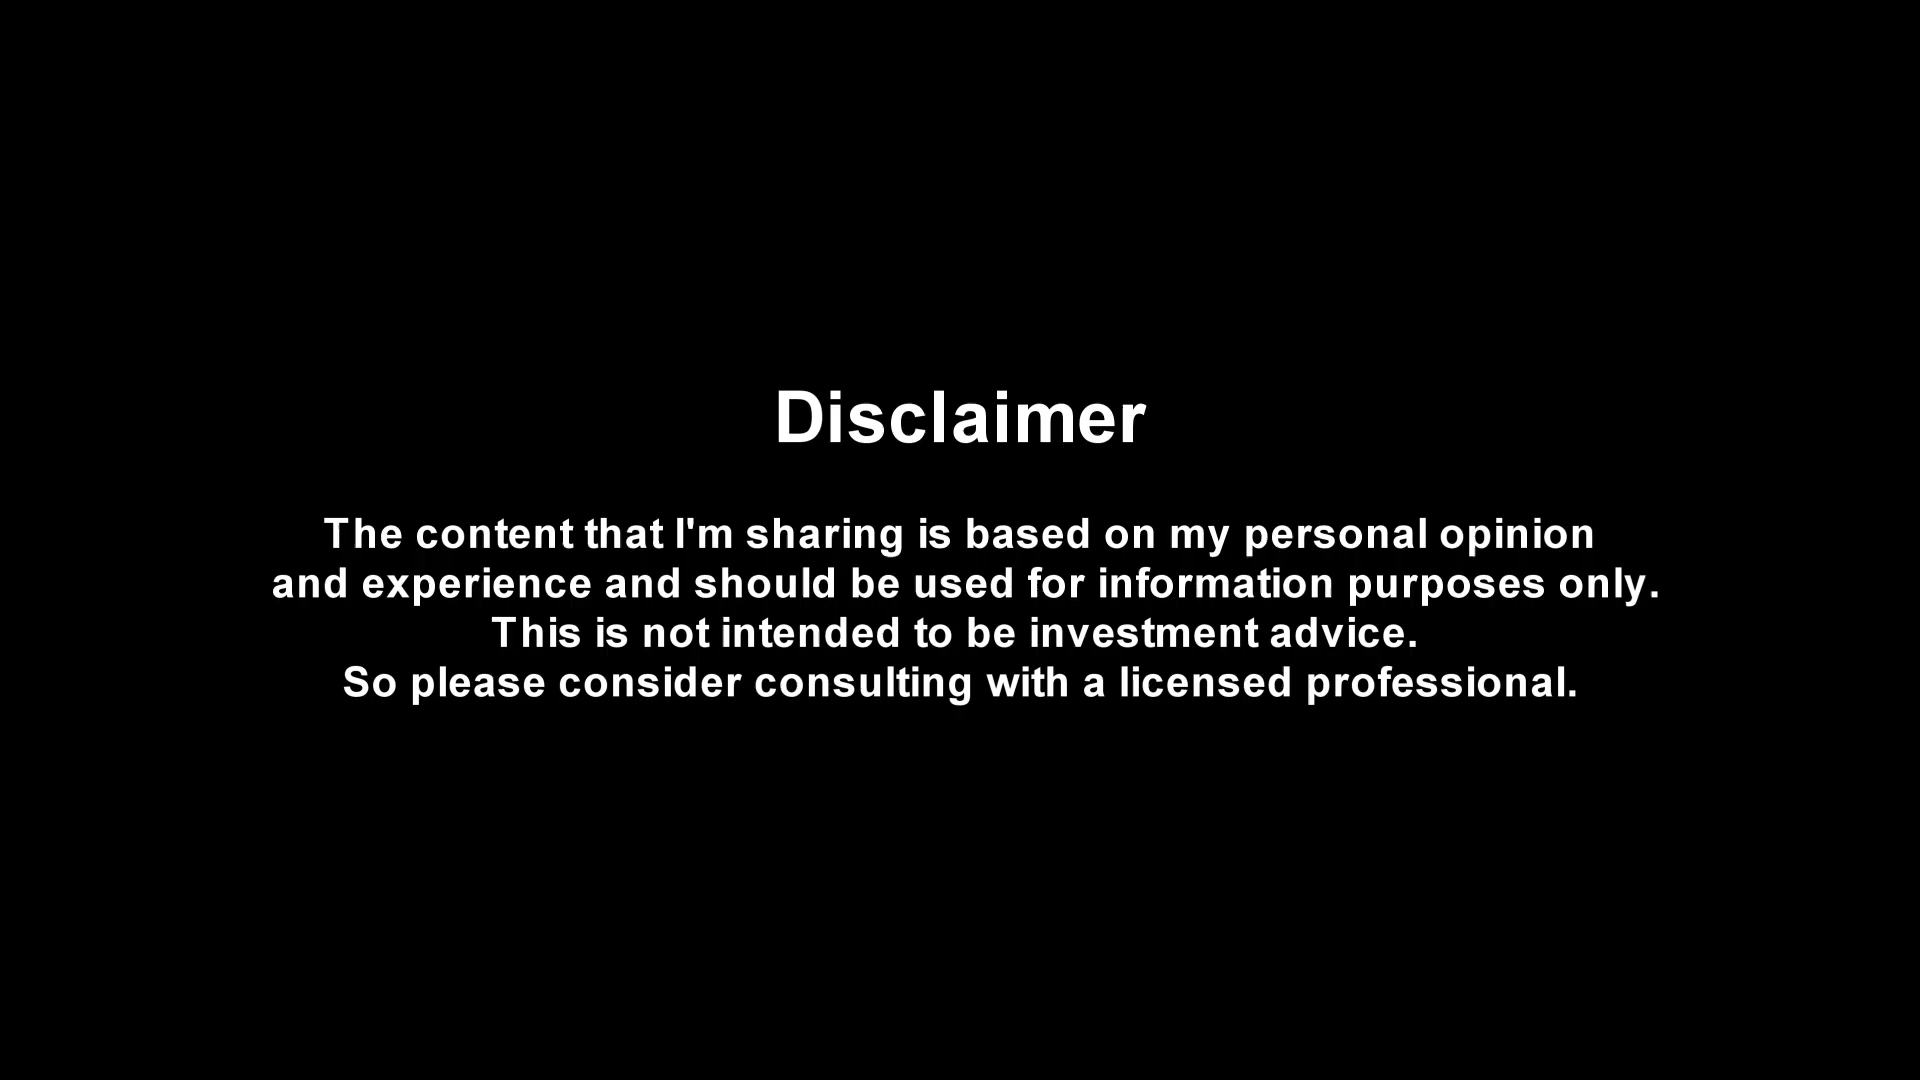 Disclaimer
The content that I'm sharing is based on my personal opinion
and experience and should be used for information purposes only.
This is not intended to be investment advice.
So please consider consulting with a licensed professional.